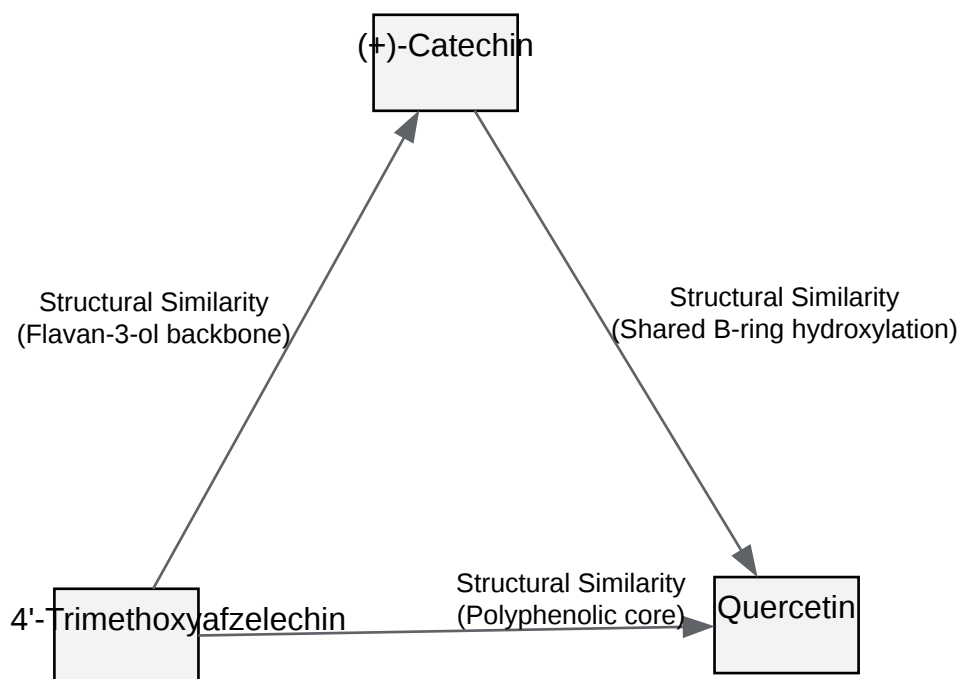 (+)-Catechin
Structural Similarity
(Flavan-3-ol backbone)
Structural Similarity
(Shared B-ring hydroxylation)
Structural Similarity
(Polyphenolic core)
4'-Trimethoxyafzelechin
Quercetin